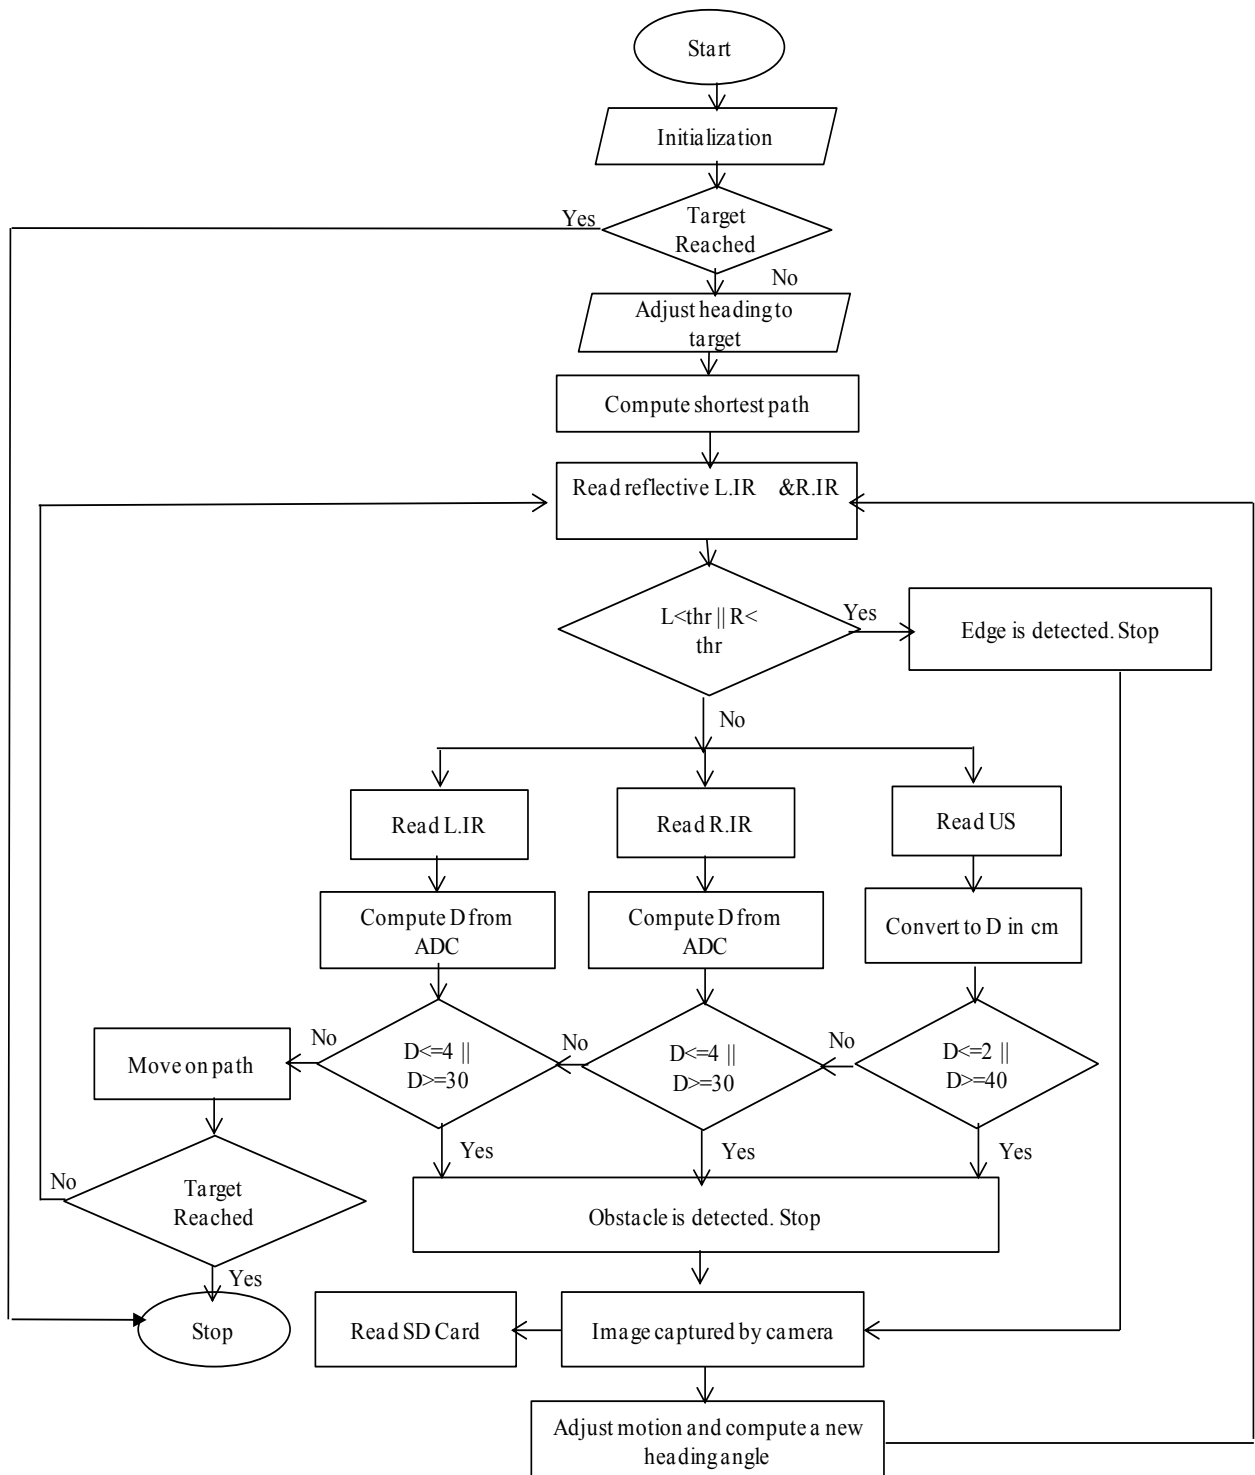 Start
Initialization
Yes
Target
Reached
No
Adjust heading to
target
Compute shortest path
Read reflective L.IR &R.IR
L<thr || R<
thr
Yes
Edge is detected. Stop
No
Read L.IR
Read R.IR
Read US
Compute D from
ADC
Compute D from
ADC
Convert to D in cm
Move on path
No
D<=4 ||
D>=30
No
D<=4 ||
D>=30
No
D<=2 ||
D>=40
Yes
Yes
Yes
No
Target
Reached
Obstacle is detected. Stop
Yes
Stop
Read SD Card
Image captured by camera
Adjust motion and compute a new
heading angle